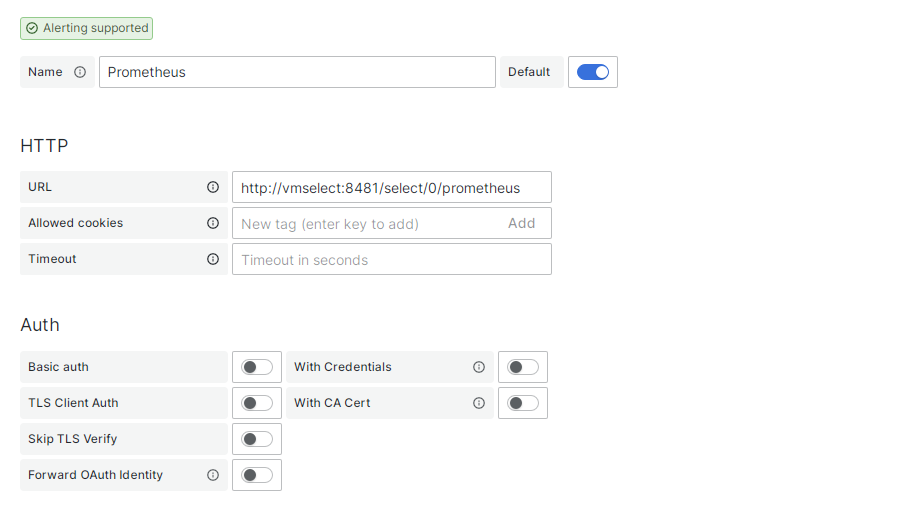 Alerting supported
Name Prometheus Default
HTTP
URL http://vmselect:8481/select/0/prometheus
Allowed cookies New tag (enter key to add) Add
Timeout Timeout in seconds
Auth
Basic auth With Credentials
TLS Client Auth With CA Cert
Skip TLS Verify
Forward OAuth Identity